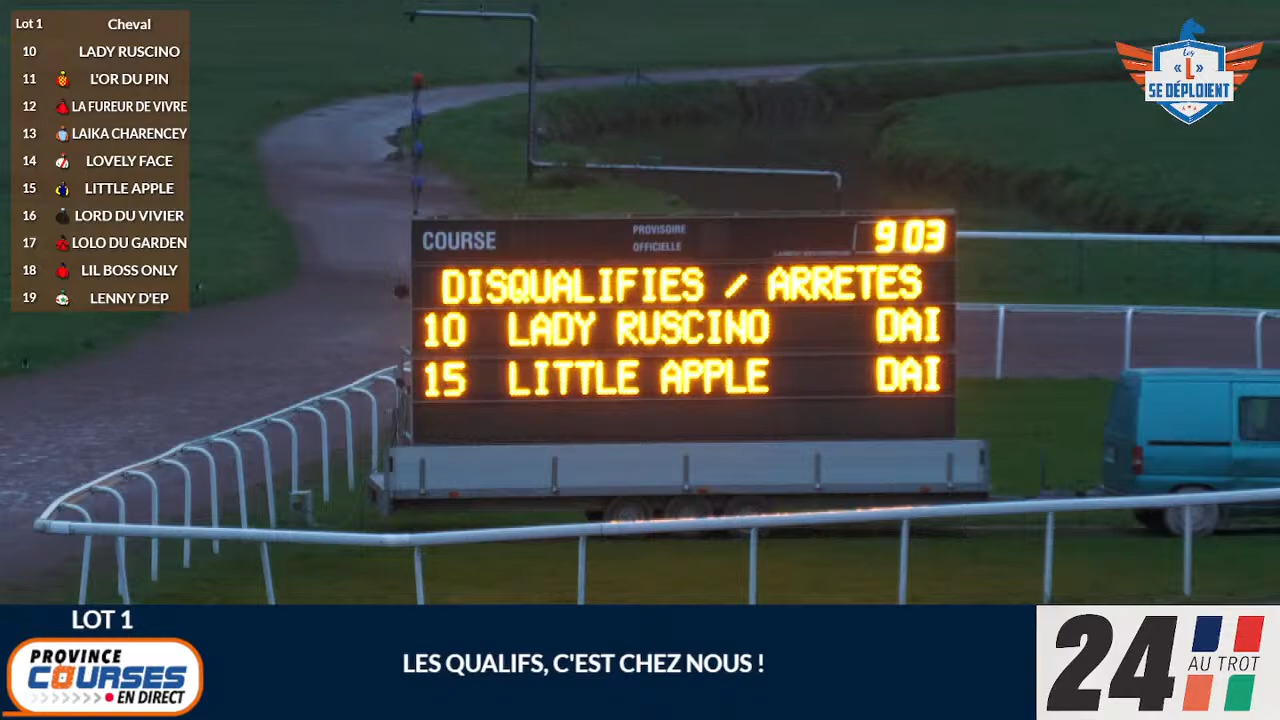 Lot 1 Cheval
10 LADY RUSCINO
11 L'OR DU PIN
12 LA FUREUR DE VIVRE
13 LAIKA CHARENCEY
14 LOVELY FACE
15 LITTLE APPLE
16 LORD DU VIVIER
17 LOLO DU GARDEN
18 LIL BOSS ONLY
19 LENNY D'EP
Les
« L »
SE DÉPLOIENT
COURSE
PROVISOIRE
OFFICIELLE
9 03
DISQUALIFIES / ARRETES
10 LADY RUSCINO DAI
15 LITTLE APPLE DAI
LOT 1
PROVINCE
COURSES
EN DIRECT
LES QUALIFS, C'EST CHEZ NOUS !
24
AU TROT